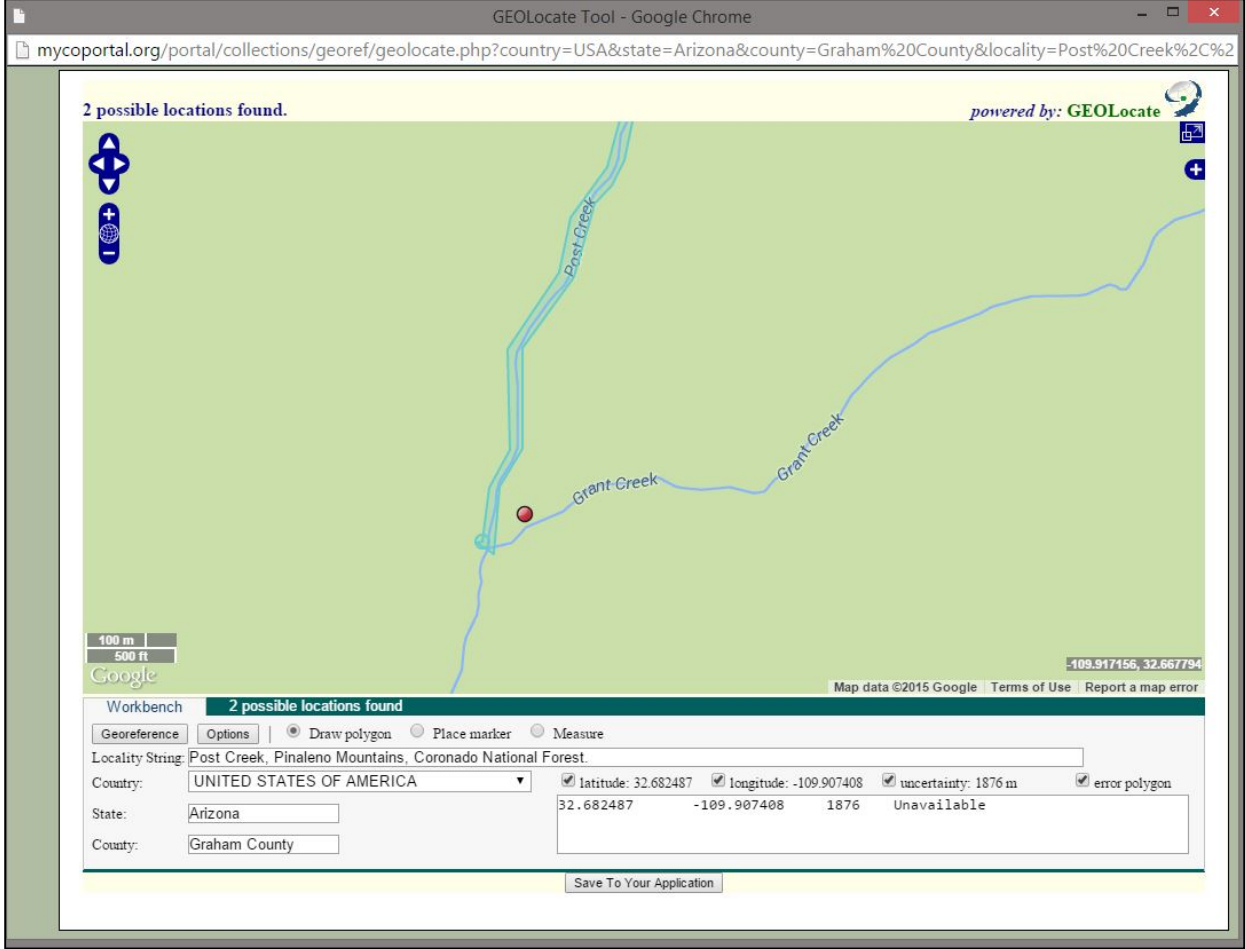 GEOLocate Tool - Google Chrome
mycoportal.org/portal/collections/georef/geolocate.php?country=USA&state=Arizona&county=Graham%20County&locality=Post%20Creek%2C%2
2 possible locations found.
powered by: GEOLocate
Post Creek
Grant Creek
Grant Creek
100 m
500 ft
Google
-109.917156, 32.667794
Map data ©2015 Google Terms of Use Report a map error
Workbench 2 possible locations found
Georeference Options | Draw polygon Place marker Measure
Locality String: Post Creek, Pinaleno Mountains, Coronado National Forest.
Country: UNITED STATES OF AMERICA latitude: 32.682487 longitude: -109.907408 uncertainty: 1876 m error polygon
32.682487 -109.907408 1876 Unavailable
State: Arizona
County: Graham County
Save To Your Application